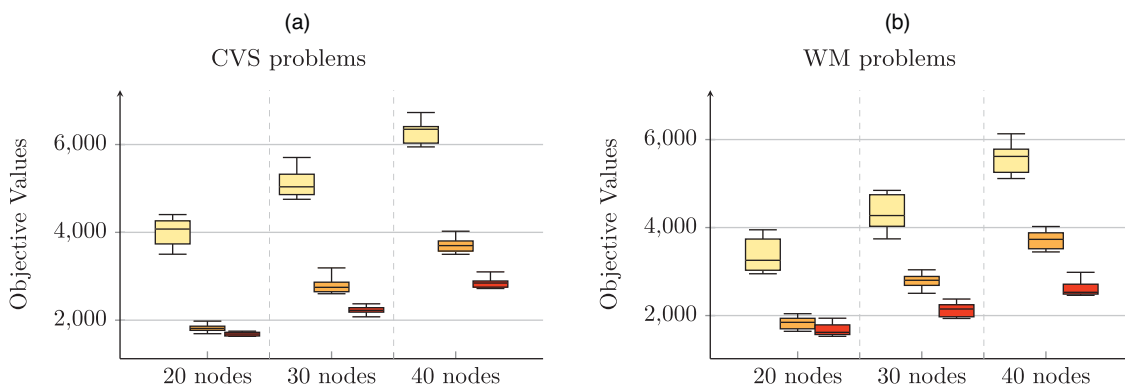 (a)
CVS problems
Objective Values
6,000
4,000
2,000
20 nodes
30 nodes
40 nodes
(b)
WM problems
Objective Values
6,000
4,000
2,000
20 nodes
30 nodes
40 nodes